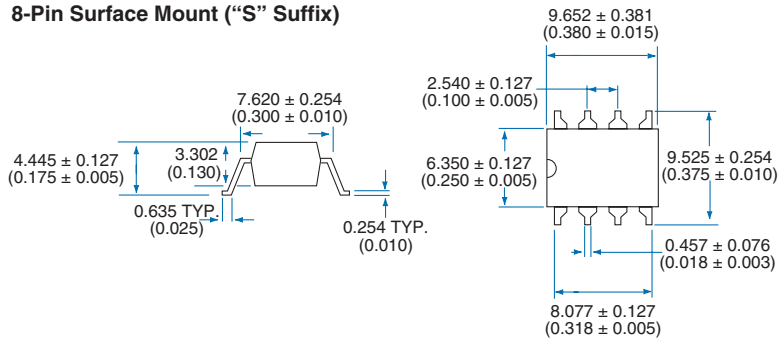 8-Pin Surface Mount (“S” Suffix)
9.652 ± 0.381
(0.380 ± 0.015)
7.620 ± 0.254
(0.300 ± 0.010)
2.540 ± 0.127
(0.100 ± 0.005)
4.445 ± 0.127
(0.175 ± 0.005)
3.302
(0.130)
6.350 ± 0.127
(0.250 ± 0.005)
9.525 ± 0.254
(0.375 ± 0.010)
0.635 TYP.
(0.025)
0.254 TYP.
(0.010)
0.457 ± 0.076
(0.018 ± 0.003)
8.077 ± 0.127
(0.318 ± 0.005)